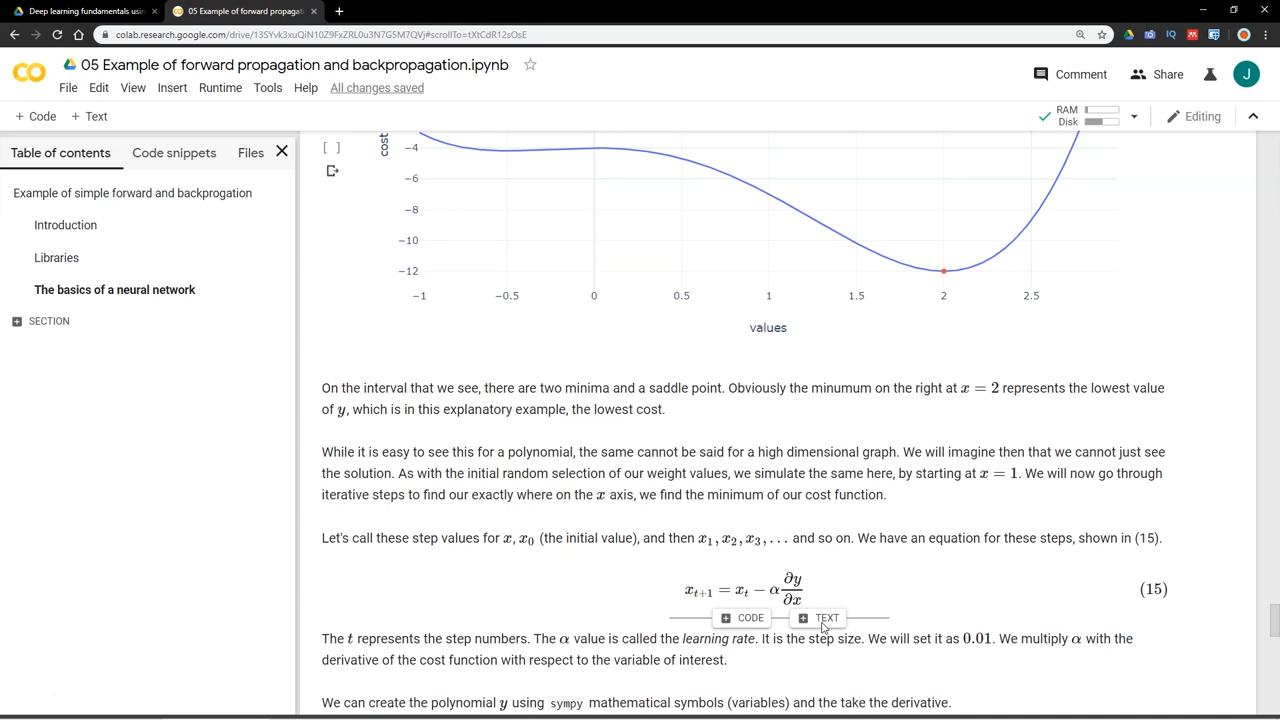 Deep learning fundamentals usin
05 Example of forward propagati
colab.research.google.com/drive/13SYvk3xuQiN10Z9FxZRL0u3N7G5M7QVj#scrollTo=tXtCdR12sOsE
05 Example of forward propagation and backpropagation.ipynb
File Edit View Insert Runtime Tools Help All changes saved
Comment Share J
+ Code + Text
RAM
Disk
Editing
Table of contents Code snippets Files
Example of simple forward and backprogation
Introduction
Libraries
The basics of a neural network
SECTION
[ ]
cost
−4
−6
−8
−10
−12
−1 −0.5 0 0.5 1 1.5 2 2.5
values
On the interval that we see, there are two minima and a saddle point. Obviously the minumum on the right at x = 2 represents the lowest value
of y, which is in this explanatory example, the lowest cost.
While it is easy to see this for a polynomial, the same cannot be said for a high dimensional graph. We will imagine then that we cannot just see
the solution. As with the initial random selection of our weight values, we simulate the same here, by starting at x = 1. We will now go through
iterative steps to find our exactly where on the x axis, we find the minimum of our cost function.
Let's call these step values for x, x₀ (the initial value), and then x₁, x₂, x₃, … and so on. We have an equation for these steps, shown in (15).
xₜ₊₁ = xₜ − α ∂y/∂x (15)
CODE TEXT
The t represents the step numbers. The α value is called the learning rate. It is the step size. We will set it as 0.01. We multiply α with the
derivative of the cost function with respect to the variable of interest.
We can create the polynomial y using sympy mathematical symbols (variables) and the take the derivative.